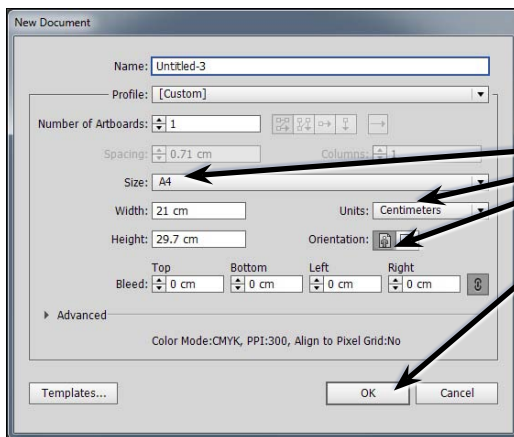 New Document
Name: Untitled-3
Profile: [Custom]
Number of Artboards: 1
Spacing: 0.71 cm Columns: 1
Size: A4
Width: 21 cm Units: Centimeters
Height: 29.7 cm Orientation:
Top Bottom Left Right
Bleed: 0 cm 0 cm 0 cm 0 cm
Advanced
Color Mode:CMYK, PPI:300, Align to Pixel Grid:No
Templates... OK Cancel